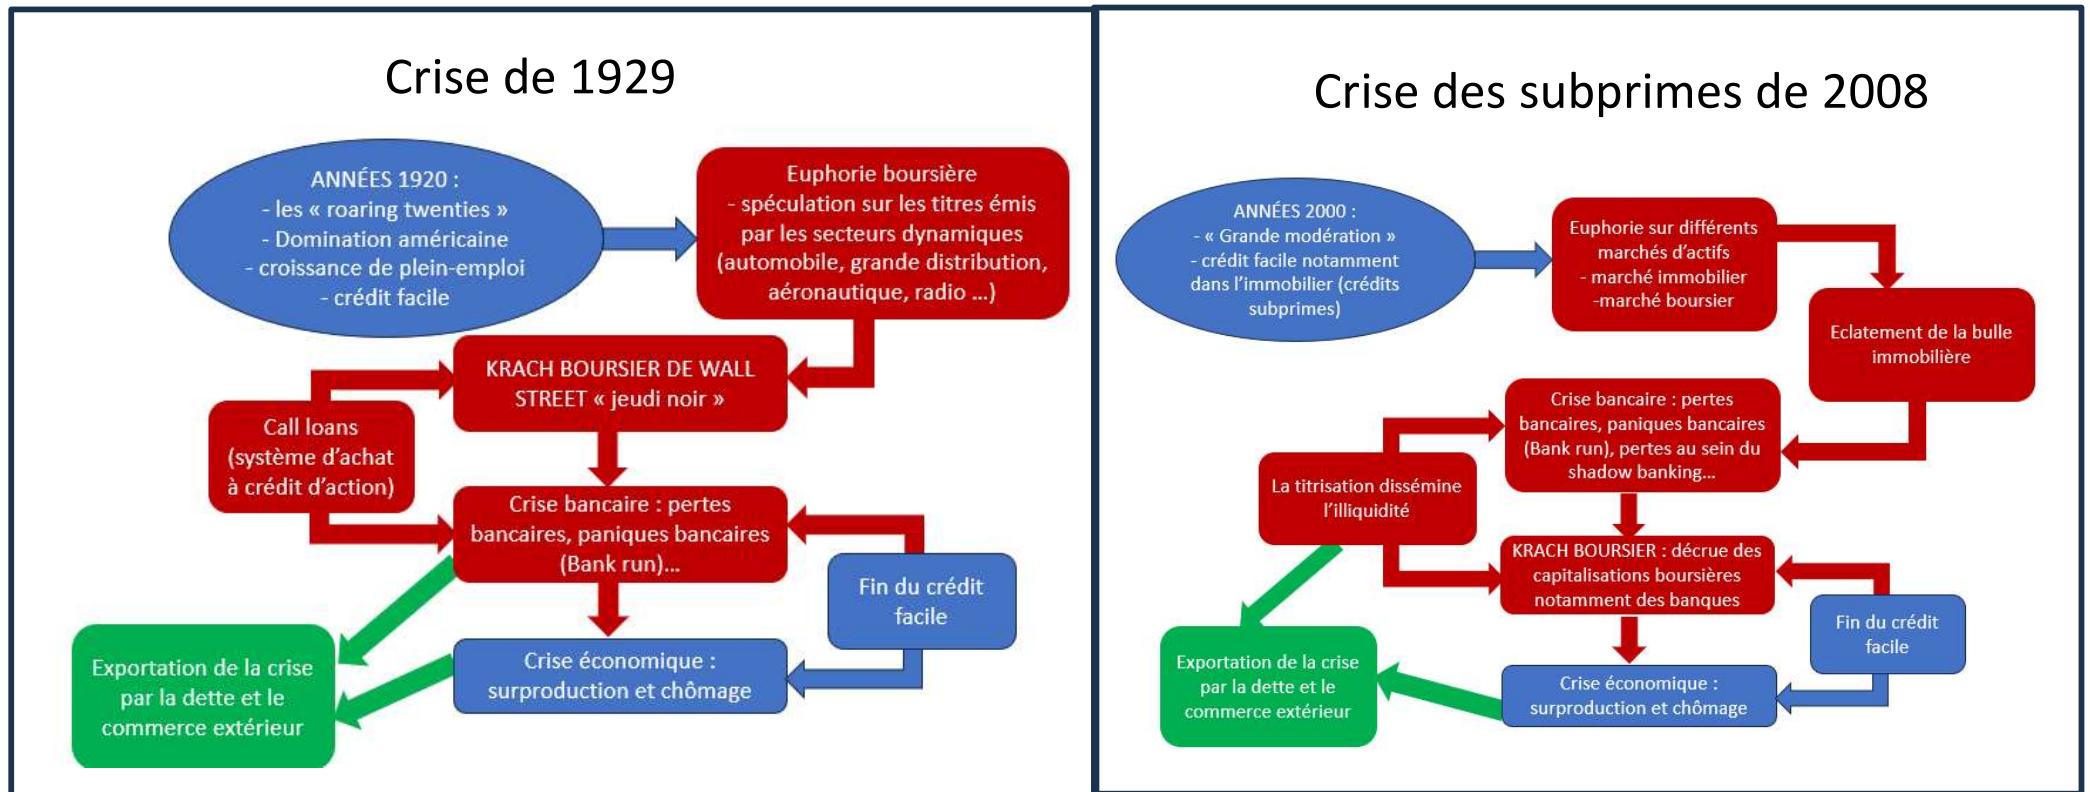 Crise de 1929
ANNÉES 1920 :
- les « roaring twenties »
- Domination américaine
- croissance de plein-emploi
- crédit facile
Euphorie boursière
- spéculation sur les titres émis
par les secteurs dynamiques
(automobile, grande distribution,
aéronautique, radio ...)
KRACH BOURSIER DE WALL
STREET « jeudi noir »
Call loans
(système d'achat
à crédit d'action)
Crise bancaire : pertes
bancaires, paniques bancaires
(Bank run)...
Fin du crédit
facile
Crise économique :
surproduction et chômage
Exportation de la crise
par la dette et le
commerce extérieur
Crise des subprimes de 2008
ANNÉES 2000 :
- « Grande modération »
- crédit facile notamment
dans l'immobilier (crédits
subprimes)
Euphorie sur différents
marchés d'actifs
- marché immobilier
-marché boursier
Eclatement de la bulle
immobilière
Crise bancaire : pertes
bancaires, paniques bancaires
(Bank run), pertes au sein du
shadow banking...
La titrisation dissémine
l'illiquidité
KRACH BOURSIER : décrue des
capitalisations boursières
notamment des banques
Fin du crédit
facile
Exportation de la crise
par la dette et le
commerce extérieur
Crise économique :
surproduction et chômage